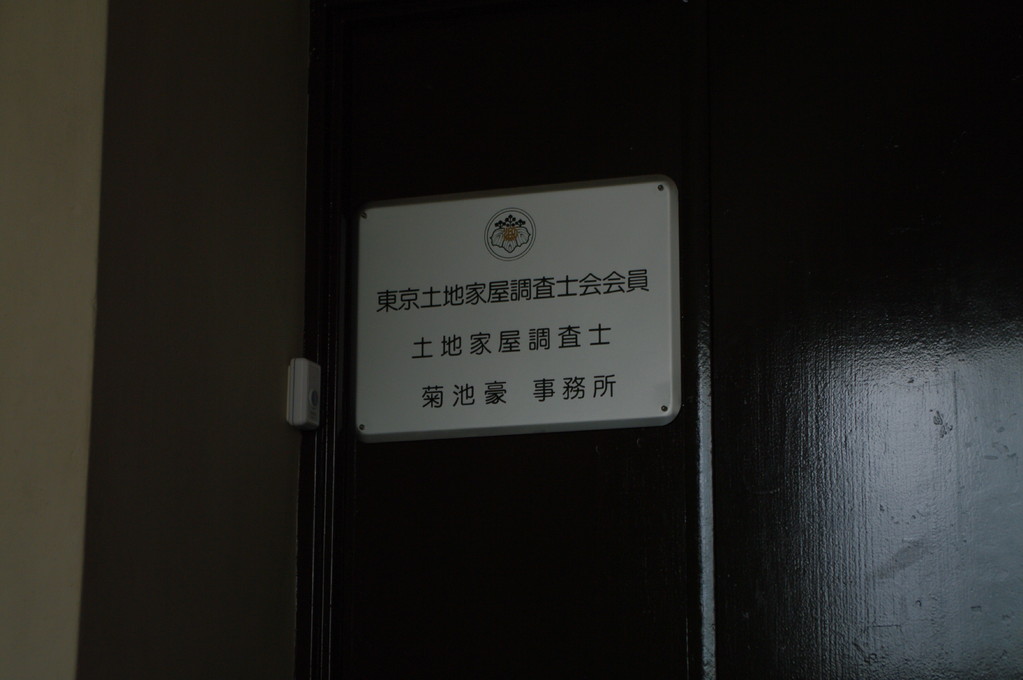 東京土地家屋調査士会会員
土地家屋調査士
菊池豪 事務所